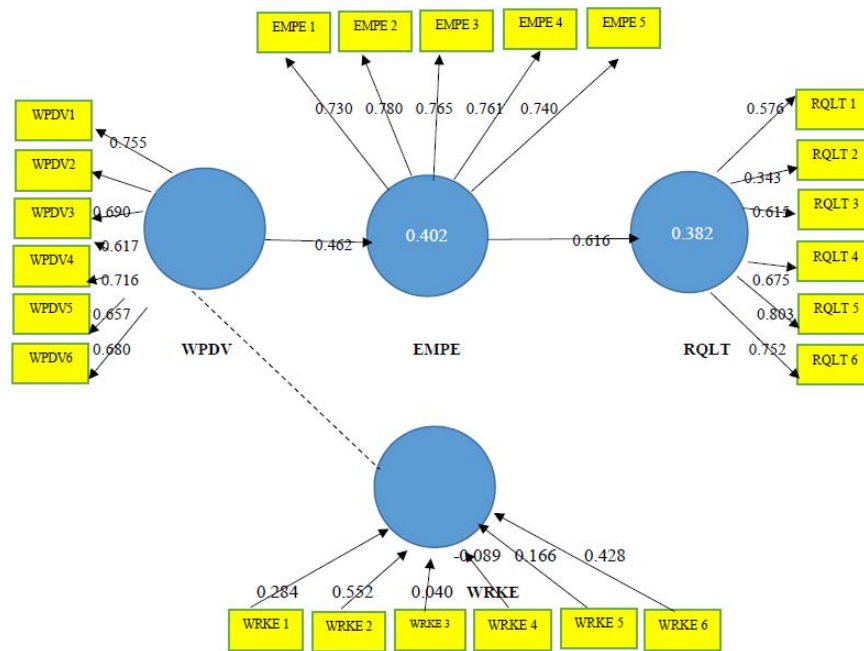 EMPE 1
EMPE 2
EMPE 3
EMPE 4
EMPE 5
0.730
0.780
0.765
0.761
0.740
WPDV1
WPDV2
WPDV3
WPDV4
WPDV5
WPDV6
0.755
0.690
0.617
0.716
0.657
0.680
RQLT 1
RQLT 2
RQLT 3
RQLT 4
RQLT 5
RQLT 6
0.576
0.343
0.615
0.675
0.803
0.752
0.462
0.402
0.616
0.382
WPDV
EMPE
RQLT
-0.089
0.166
0.428
0.284
0.552
0.040
WRKE
WRKE 1
WRKE 2
WRKE 3
WRKE 4
WRKE 5
WRKE 6